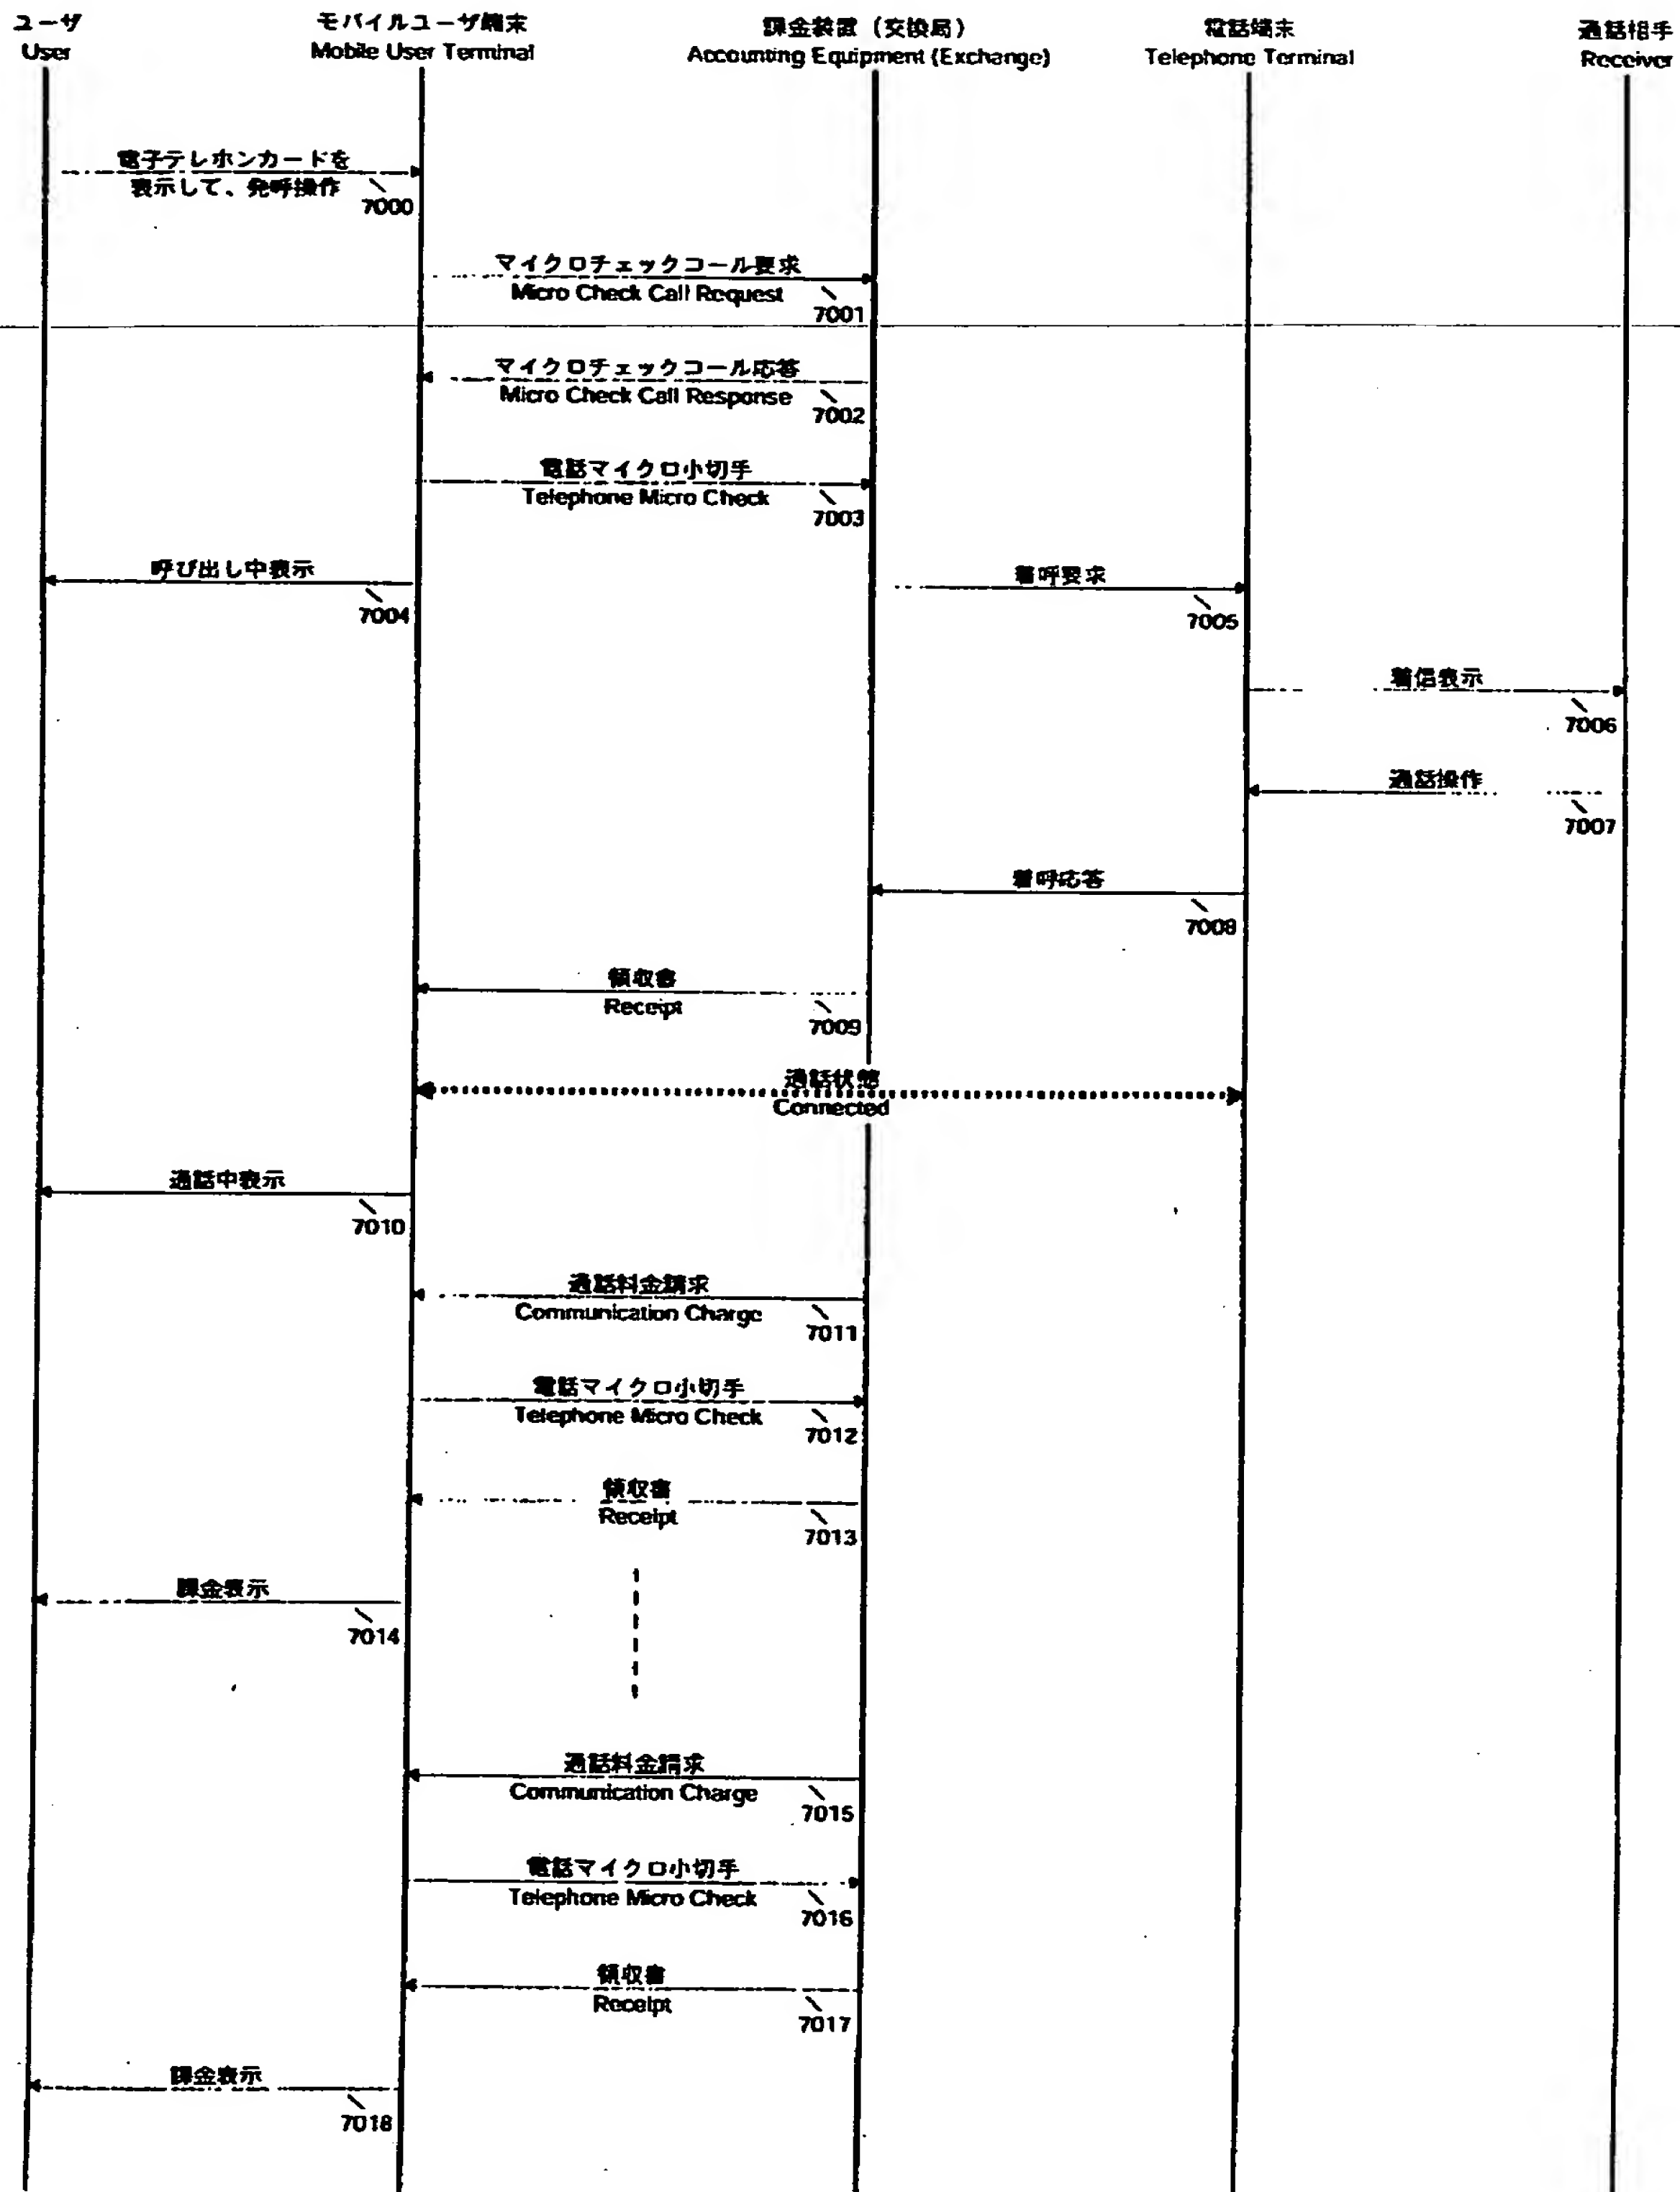 ユーザ
User
モバイルユーザ端末
Mobile User Terminal
課金装置（交換局）
Accounting Equipment (Exchange)
電話端末
Telephone Terminal
通話相手
Receiver
電子テレホンカードを
表示して、発呼操作
7000
マイクロチェックコール要求
Micro Check Call Request
7001
マイクロチェックコール応答
Micro Check Call Response
7002
電話マイクロ小切手
Telephone Micro Check
7003
呼び出し中表示
7004
着呼要求
7005
着信表示
7006
通話操作
7007
着呼応答
7008
領収書
Receipt
7009
通話状態
Connected
通話中表示
7010
通話料金請求
Communication Charge
7011
電話マイクロ小切手
Telephone Micro Check
7012
領収書
Receipt
7013
課金表示
7014
通話料金請求
Communication Charge
7015
電話マイクロ小切手
Telephone Micro Check
7016
領収書
Receipt
7017
課金表示
7018